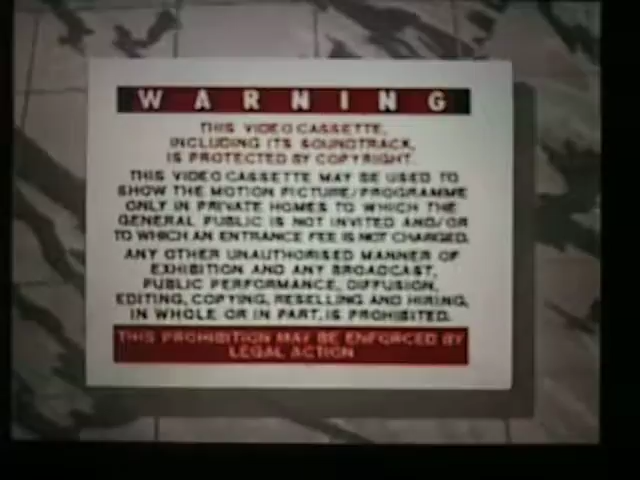 WARNING
THIS VIDEO CASSETTE,
INCLUDING ITS SOUNDTRACK,
IS PROTECTED BY COPYRIGHT.
THIS VIDEO CASSETTE MAY BE USED TO
SHOW THE MOTION PICTURE/PROGRAMME
ONLY IN PRIVATE HOMES TO WHICH THE
GENERAL PUBLIC IS NOT INVITED AND/OR
TO WHICH AN ENTRANCE FEE IS NOT CHARGED.
ANY OTHER UNAUTHORISED MANNER OF
EXHIBITION AND ANY BROADCAST,
PUBLIC PERFORMANCE, DIFFUSION,
EDITING, COPYING, RESELLING AND HIRING,
IN WHOLE OR IN PART, IS PROHIBITED.
THIS PROHIBITION MAY BE ENFORCED BY
LEGAL ACTION